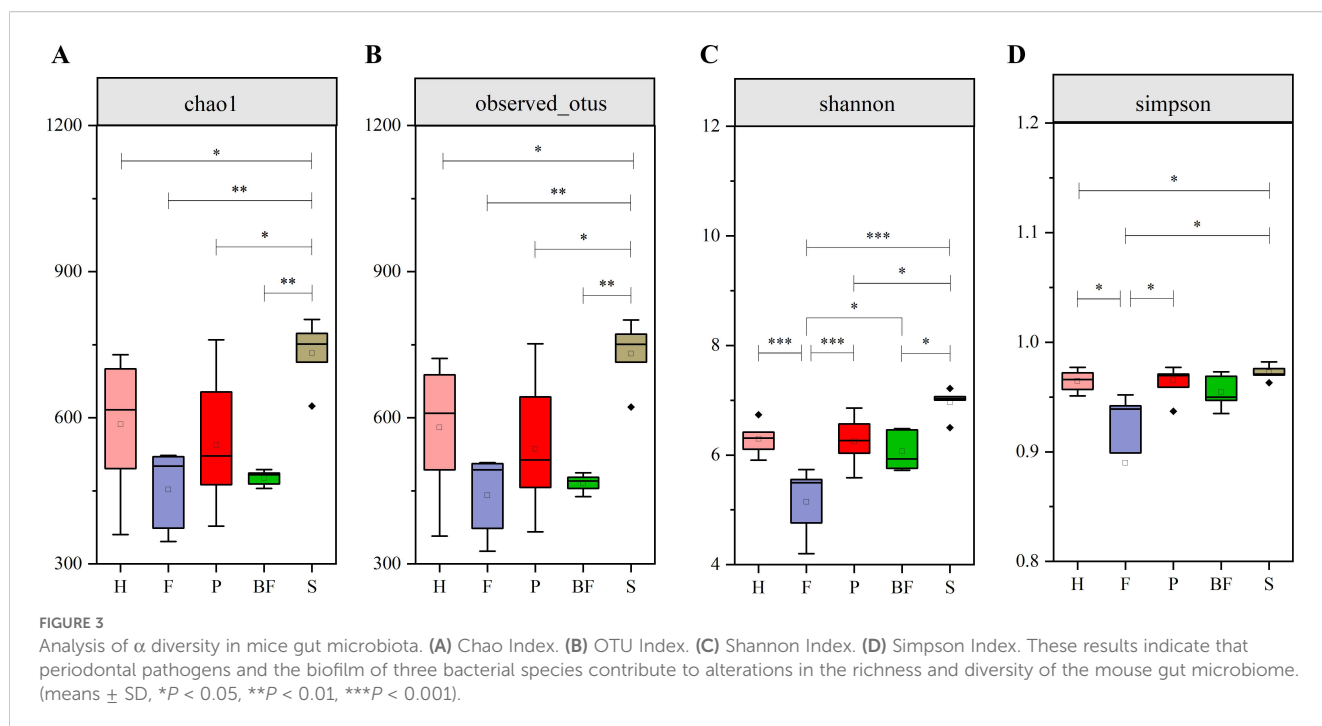 A
chao1
1200
900
600
300
*
**
*
**
H F P BF S
B
observed_otus
1200
900
600
300
*
**
*
**
H F P BF S
C
shannon
12
10
8
6
4
***
*
*
*** *** *
H F P BF S
D
simpson
1.2
1.1
1.0
0.9
0.8
*
*
* *
H F P BF S
FIGURE 3
Analysis of α diversity in mice gut microbiota. (A) Chao Index. (B) OTU Index. (C) Shannon Index. (D) Simpson Index. These results indicate that
periodontal pathogens and the biofilm of three bacterial species contribute to alterations in the richness and diversity of the mouse gut microbiome.
(means ± SD, *P < 0.05, **P < 0.01, ***P < 0.001).